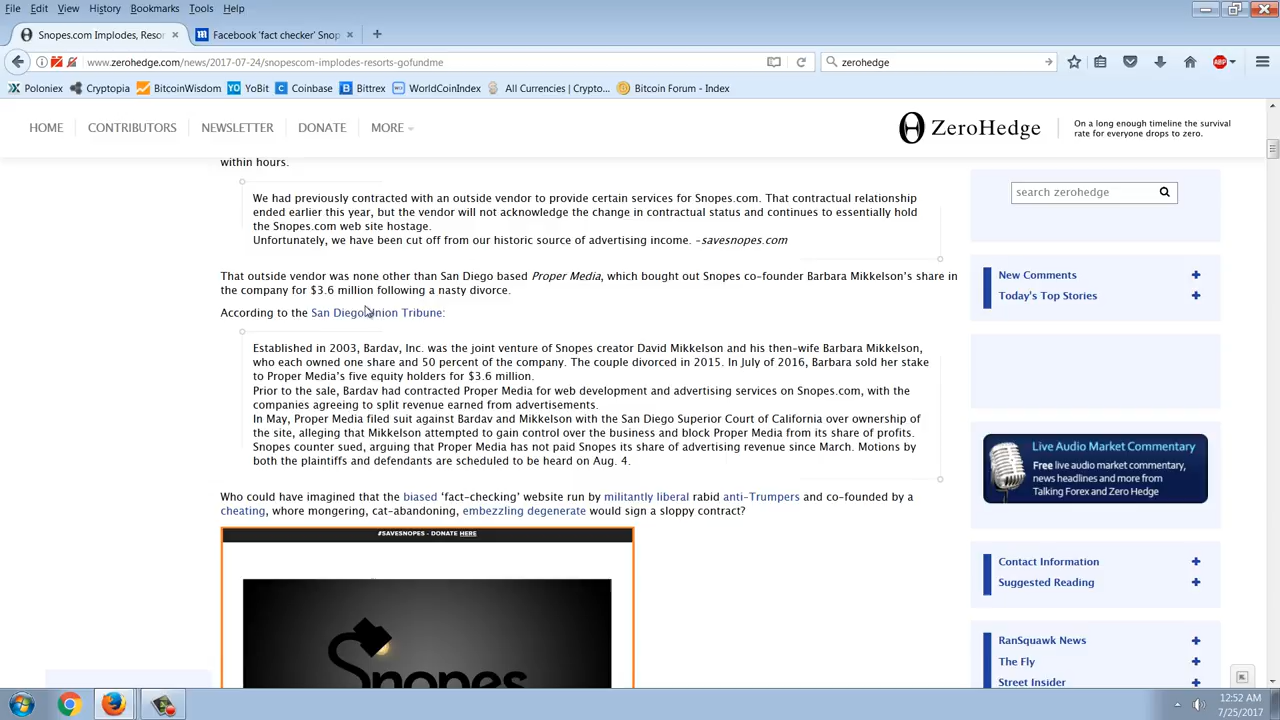 File Edit View History Bookmarks Tools Help
Snopes.com Implodes, Resor × Facebook 'fact checker' Snop × +
www.zerohedge.com/news/2017-07-24/snopescom-implodes-resorts-gofundme
zerohedge
ABP
Poloniex Cryptopia BitcoinWisdom YoBit Coinbase Bittrex WorldCoinIndex All Currencies | Crypto... Bitcoin Forum - Index
HOME CONTRIBUTORS NEWSLETTER DONATE MORE
ZeroHedge
On a long enough timeline the survival
rate for everyone drops to zero.
within hours.
We had previously contracted with an outside vendor to provide certain services for Snopes.com. That contractual relationship
ended earlier this year, but the vendor will not acknowledge the change in contractual status and continues to essentially hold
the Snopes.com web site hostage.
Unfortunately, we have been cut off from our historic source of advertising income. –savesnopes.com
That outside vendor was none other than San Diego based Proper Media, which bought out Snopes co-founder Barbara Mikkelson's share in
the company for $3.6 million following a nasty divorce.
According to the San Diego Union Tribune:
Established in 2003, Bardav, Inc. was the joint venture of Snopes creator David Mikkelson and his then-wife Barbara Mikkelson,
who each owned one share and 50 percent of the company. The couple divorced in 2015. In July of 2016, Barbara sold her stake
to Proper Media's five equity holders for $3.6 million.
Prior to the sale, Bardav had contracted Proper Media for web development and advertising services on Snopes.com, with the
companies agreeing to split revenue earned from advertisements.
In May, Proper Media filed suit against Bardav and Mikkelson with the San Diego Superior Court of California over ownership of
the site, alleging that Mikkelson attempted to gain control over the business and block Proper Media from its share of profits.
Snopes counter sued, arguing that Proper Media has not paid Snopes its share of advertising revenue since March. Motions by
both the plaintiffs and defendants are scheduled to be heard on Aug. 4.
Who could have imagined that the biased 'fact-checking' website run by militantly liberal rabid anti-Trumpers and co-founded by a
cheating, whore mongering, cat-abandoning, embezzling degenerate would sign a sloppy contract?
#SAVESNOPES - DONATE HERE
Snopes
search zerohedge
New Comments
Today's Top Stories
Live Audio Market Commentary
Free live audio market commentary,
news headlines and more from
Talking Forex and Zero Hedge
Contact Information
Suggested Reading
RanSquawk News
The Fly
Street Insider
12:52 AM
7/25/2017